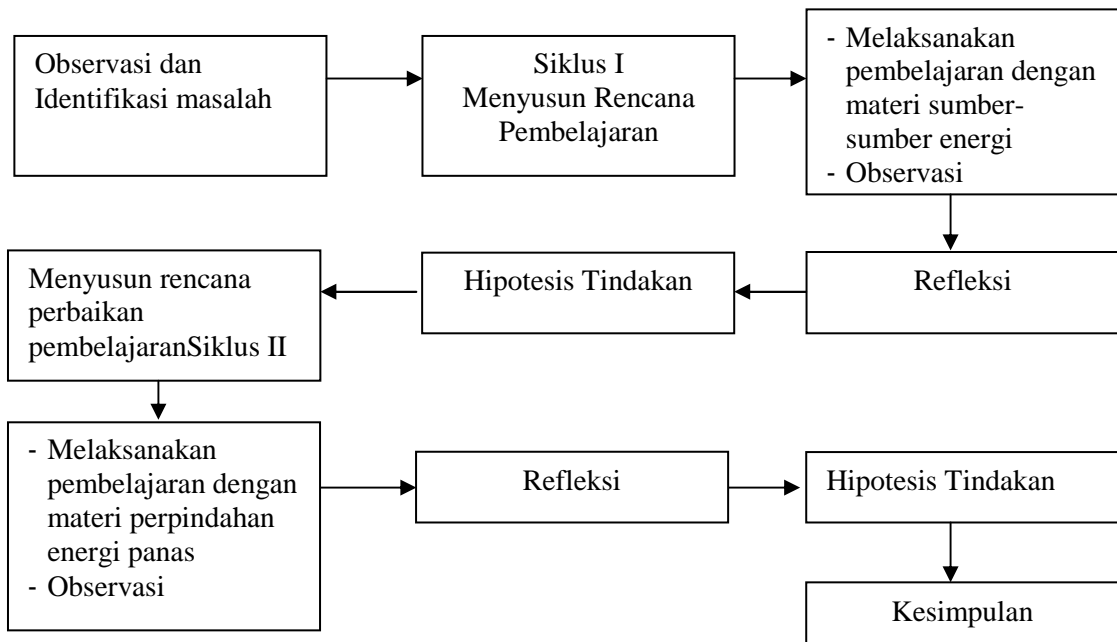 Observasi dan
Identifikasi masalah
Siklus I
Menyusun Rencana
Pembelajaran
- Melaksanakan
pembelajaran dengan
materi sumber-
sumber energi
- Observasi
Refleksi
Hipotesis Tindakan
Menyusun rencana
perbaikan
pembelajaranSiklus II
- Melaksanakan
pembelajaran dengan
materi perpindahan
energi panas
- Observasi
Refleksi
Hipotesis Tindakan
Kesimpulan